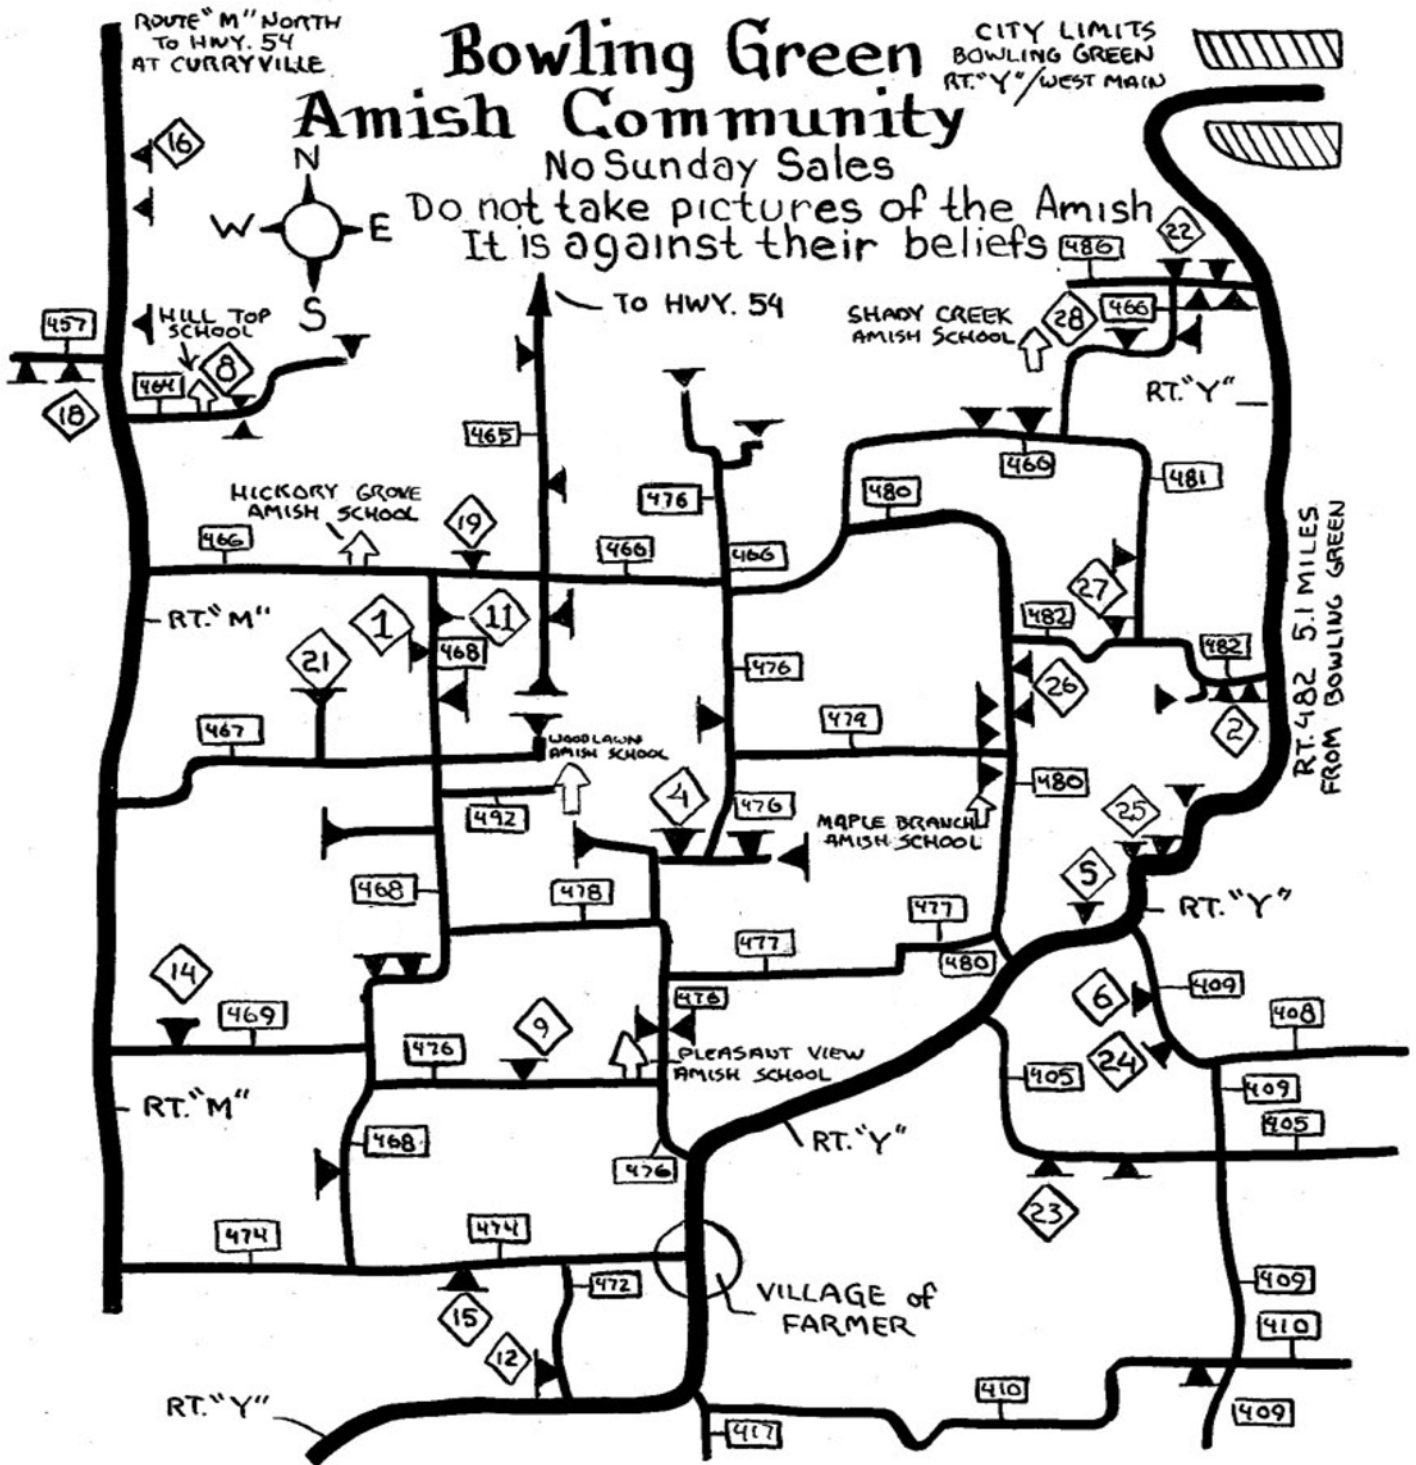 ROUTE "M" NORTH
TO HWY. 54
AT CURRYVILLE
Bowling Green
Amish Community
No Sunday Sales
Do not take pictures of the Amish
It is against their beliefs
CITY LIMITS
BOWLING GREEN
RT. "Y"/WEST MAIN
16
N
W
E
S
22
486
TO HWY. 54
457
HILL TOP
SCHOOL
8
464
18
SHADY CREEK
AMISH SCHOOL
28
466
RT. "Y"
465
466
481
476
480
HICKORY GROVE
AMISH SCHOOL
19
466
466
466
RT. 482 5.1 MILES
FROM BOWLING GREEN
27
RT. "M"
1
11
468
21
482
482
476
26
2
467
479
WOODLAWN
AMISH SCHOOL
480
4
476
25
492
MAPLE BRANCH
AMISH SCHOOL
468
478
5
RT. "Y"
477
477
480
14
469
476
6
409
408
9
476
24
PLEASANT VIEW
AMISH SCHOOL
405
409
RT. "M"
405
468
RT. "Y"
476
23
474
474
472
409
VILLAGE of
FARMER
15
410
12
410
RT. "Y"
409
417